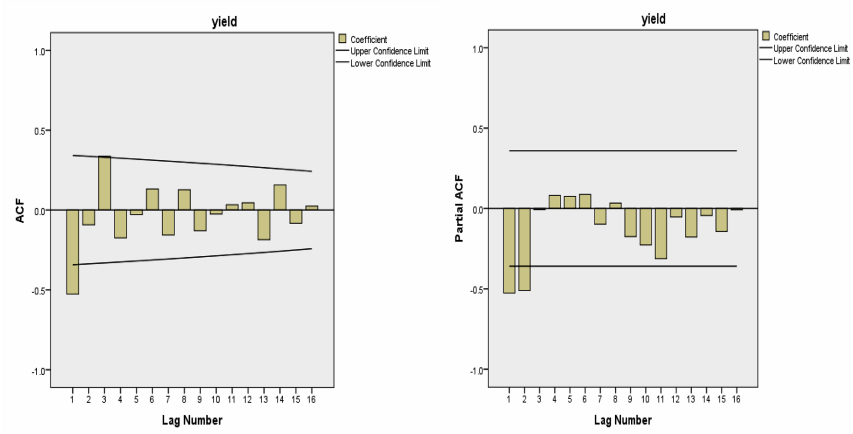 yield
Coefficient
Upper Confidence Limit
Lower Confidence Limit
1.0
0.5
0.0
-0.5
-1.0
ACF
1 2 3 4 5 6 7 8 9 10 11 12 13 14 15 16
Lag Number
yield
Coefficient
Upper Confidence Limit
Lower Confidence Limit
1.0
0.5
0.0
-0.5
-1.0
Partial ACF
1 2 3 4 5 6 7 8 9 10 11 12 13 14 15 16
Lag Number